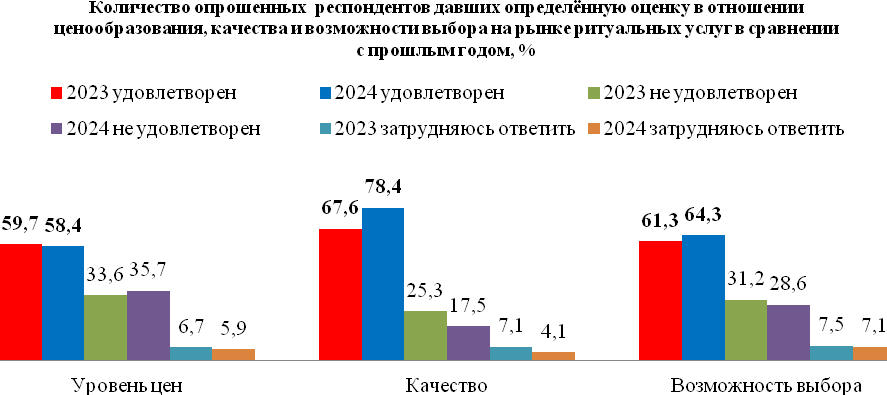 Количество опрошенных респондентов давших определённую оценку в отношении
ценообразования, качества и возможности выбора на рынке ритуальных услуг в сравнении
с прошлым годом, %
2023 удовлетворен
2024 удовлетворен
2023 не удовлетворен
2024 не удовлетворен
2023 затрудняюсь ответить
2024 затрудняюсь ответить
59,7
58,4
33,6
35,7
6,7
5,9
67,6
78,4
25,3
17,5
7,1
4,1
61,3
64,3
31,2
28,6
7,5
7,1
Уровень цен
Качество
Возможность выбора